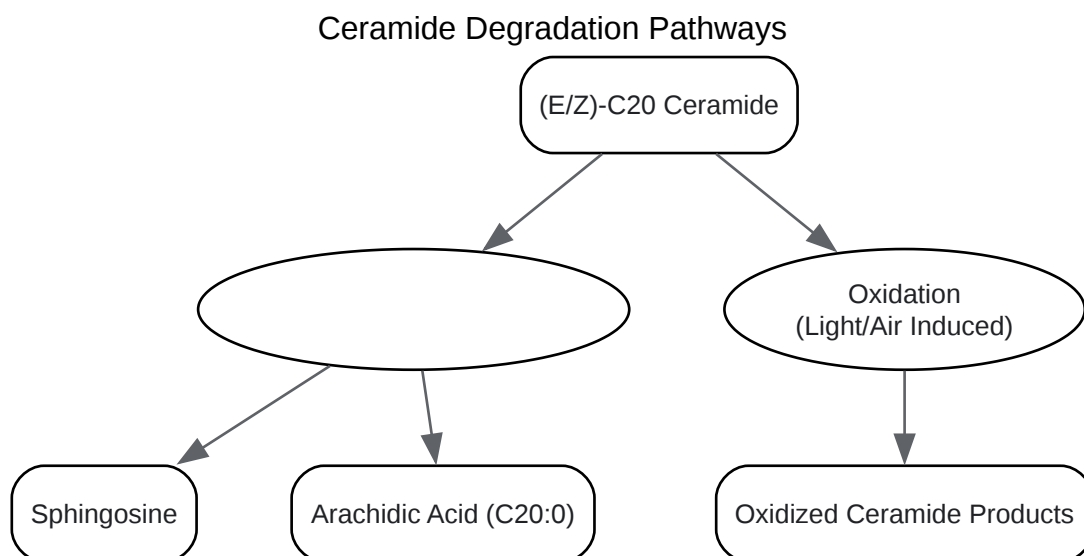 Ceramide Degradation Pathways
(E/Z)-C20 Ceramide
Oxidation
(Light/Air Induced)
Sphingosine
Arachidic Acid (C20:0)
Oxidized Ceramide Products